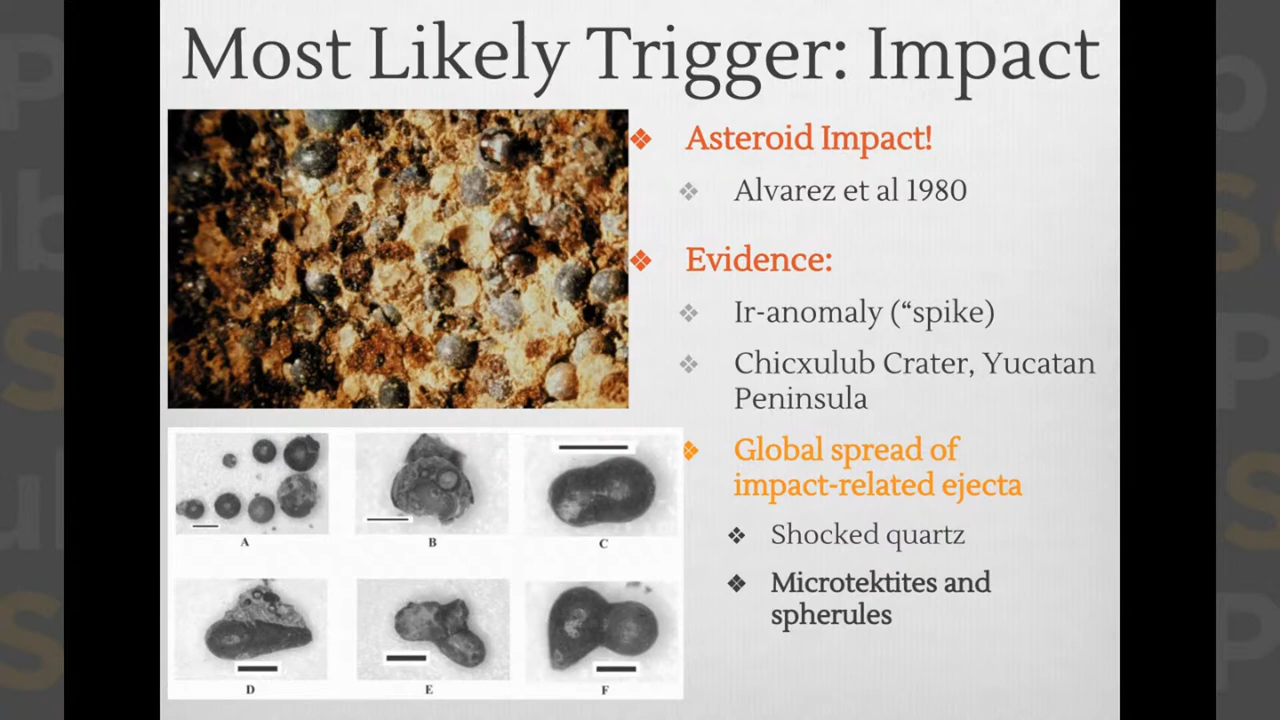 Most Likely Trigger: Impact
Asteroid Impact!
Alvarez et al 1980
Evidence:
Ir-anomaly (“spike)
Chicxulub Crater, Yucatan
Peninsula
Global spread of
impact-related ejecta
Shocked quartz
Microtektites and
spherules
A
B
C
D
E
F